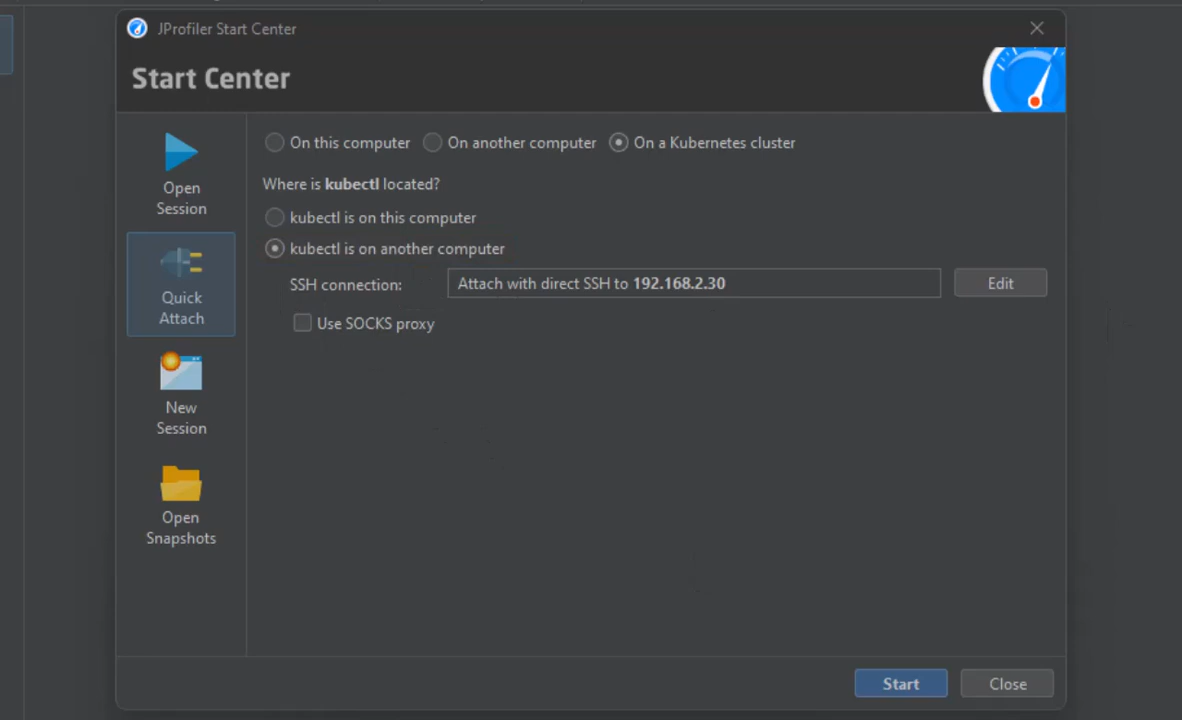 JProfiler Start Center
Start Center
On this computer On another computer On a Kubernetes cluster
Open
Session
Quick
Attach
New
Session
Open
Snapshots
Where is kubectl located?
kubectl is on this computer
kubectl is on another computer
SSH connection: Attach with direct SSH to 192.168.2.30 Edit
Use SOCKS proxy
Start Close